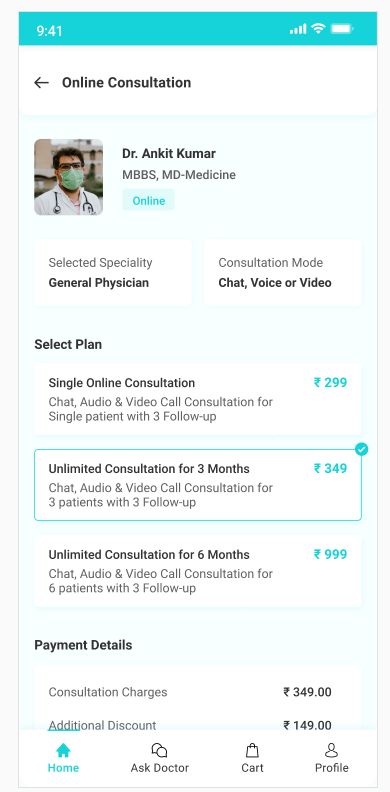 9:41
Online Consultation
Dr. Ankit Kumar
MBBS, MD-Medicine
Online
Selected Speciality
General Physician
Consultation Mode
Chat, Voice or Video
Select Plan
Single Online Consultation ₹ 299
Chat, Audio & Video Call Consultation for
Single patient with 3 Follow-up
Unlimited Consultation for 3 Months ₹ 349
Chat, Audio & Video Call Consultation for
3 patients with 3 Follow-up
Unlimited Consultation for 6 Months ₹ 999
Chat, Audio & Video Call Consultation for
6 patients with 3 Follow-up
Payment Details
Consultation Charges ₹ 349.00
Additional Discount ₹ 149.00
Home Ask Doctor Cart Profile